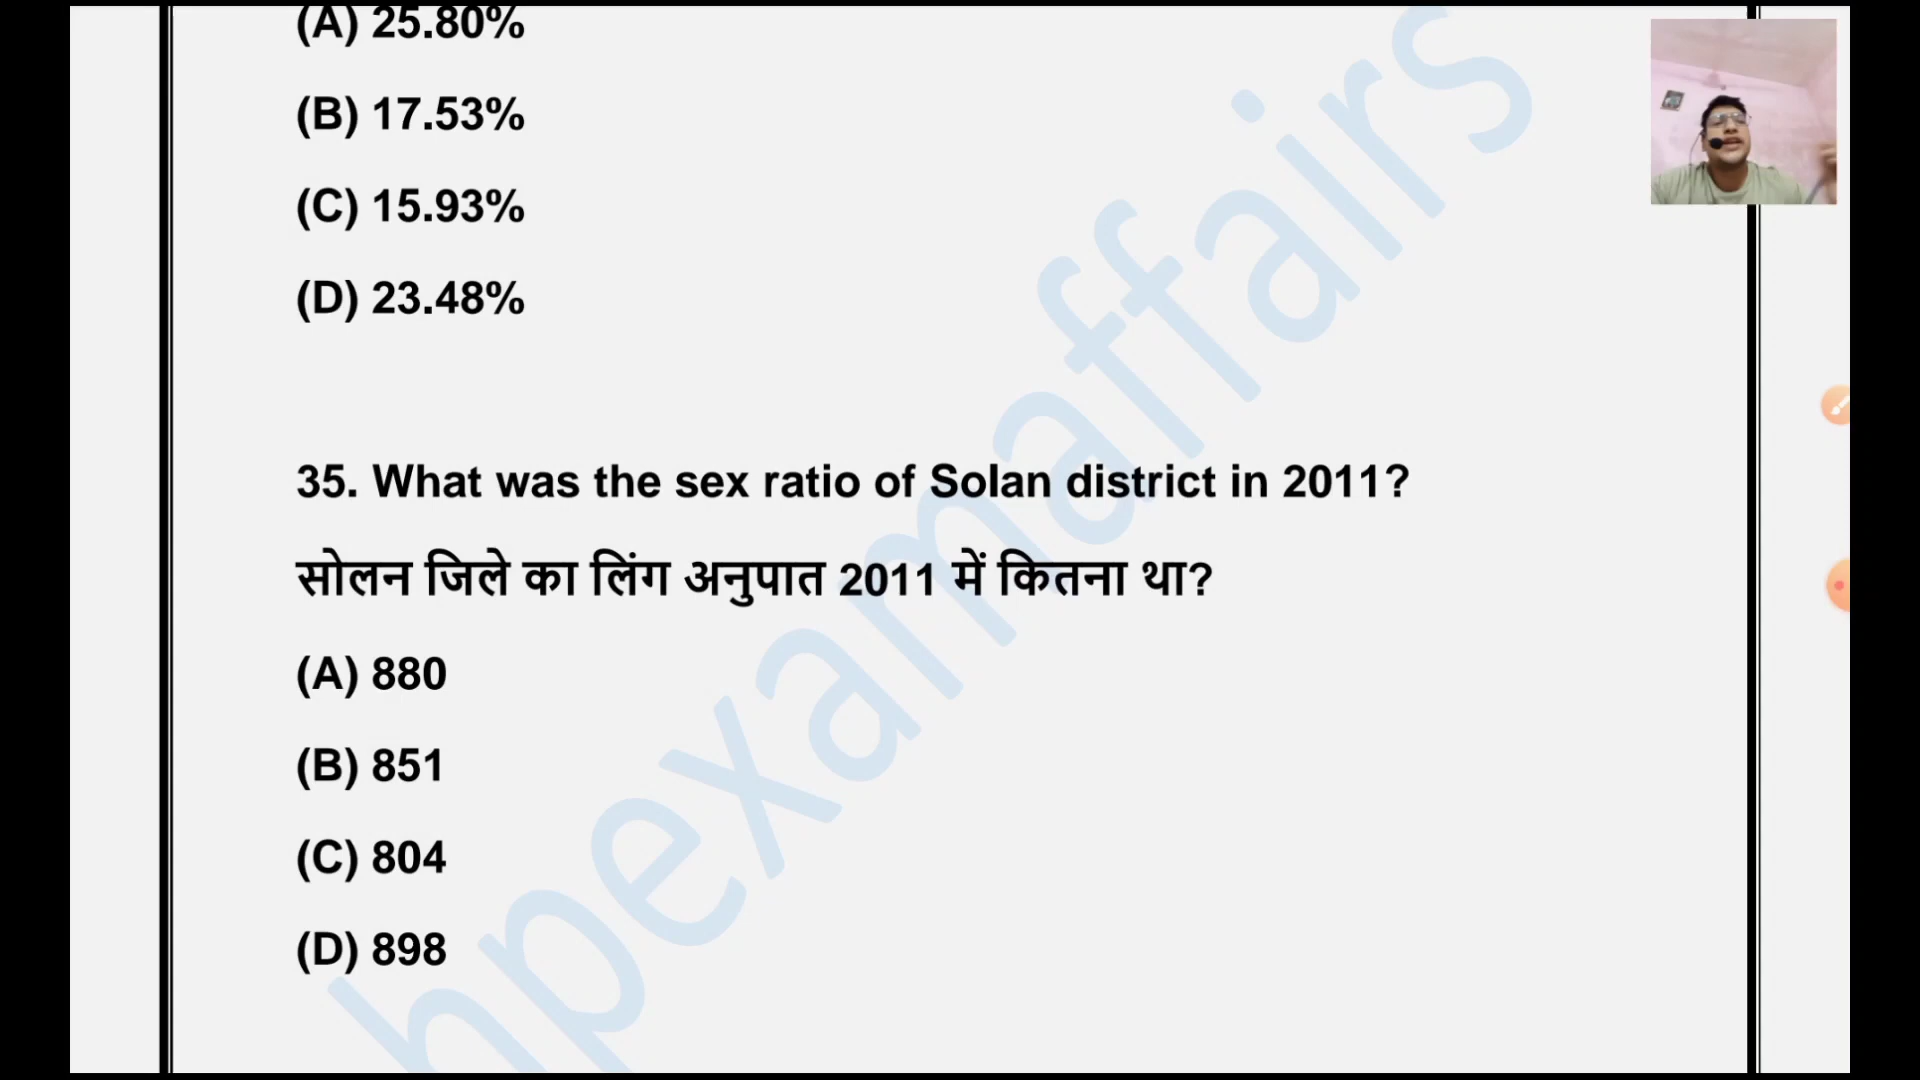 (A) 25.80%
(B) 17.53%
(C) 15.93%
(D) 23.48%
35. What was the sex ratio of Solan district in 2011?
सोलन जिले का लिंग अनुपात 2011 में कितना था?
(A) 880
(B) 851
(C) 804
(D) 898
hpexamaffairs